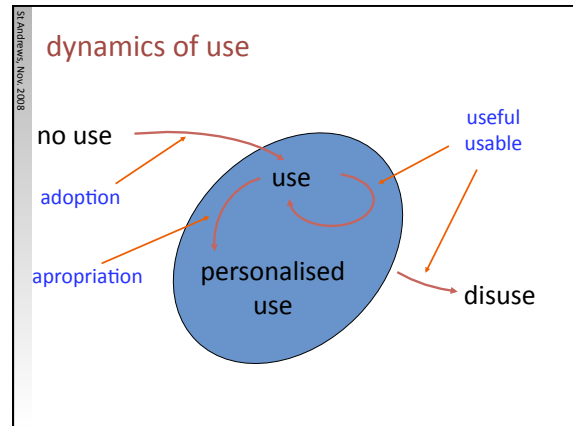 St Andrews, Nov. 2008
dynamics of use
no use
useful
usable
use
adoption
apropriation
personalised
use
disuse